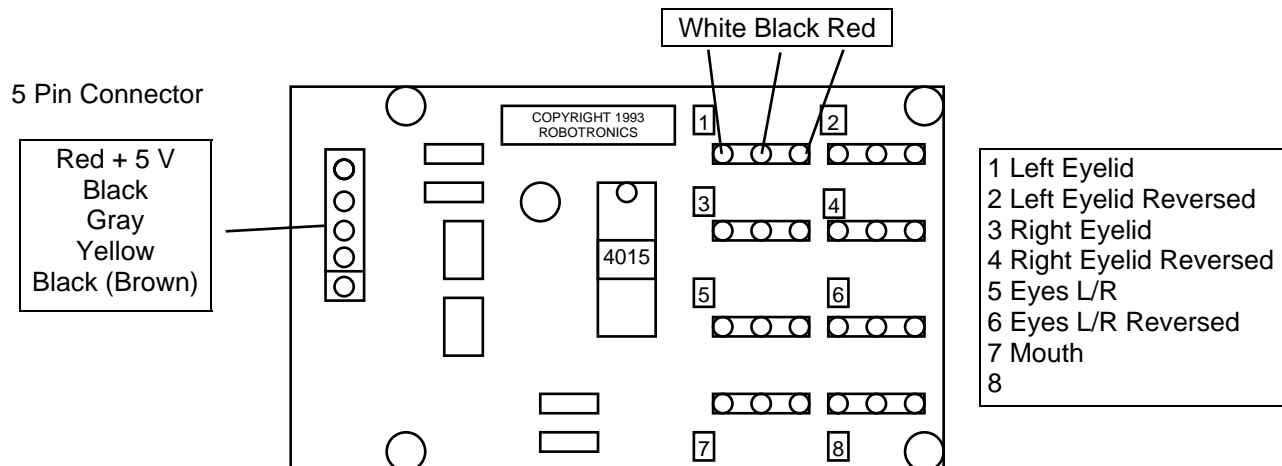 White Black Red
5 Pin Connector
COPYRIGHT 1993
ROBOTRONICS
1
2
Red + 5 V
Black
Gray
Yellow
Black (Brown)
3
4
4015
5
6
7
8
1 Left Eyelid
2 Left Eyelid Reversed
3 Right Eyelid
4 Right Eyelid Reversed
5 Eyes L/R
6 Eyes L/R Reversed
7 Mouth
8